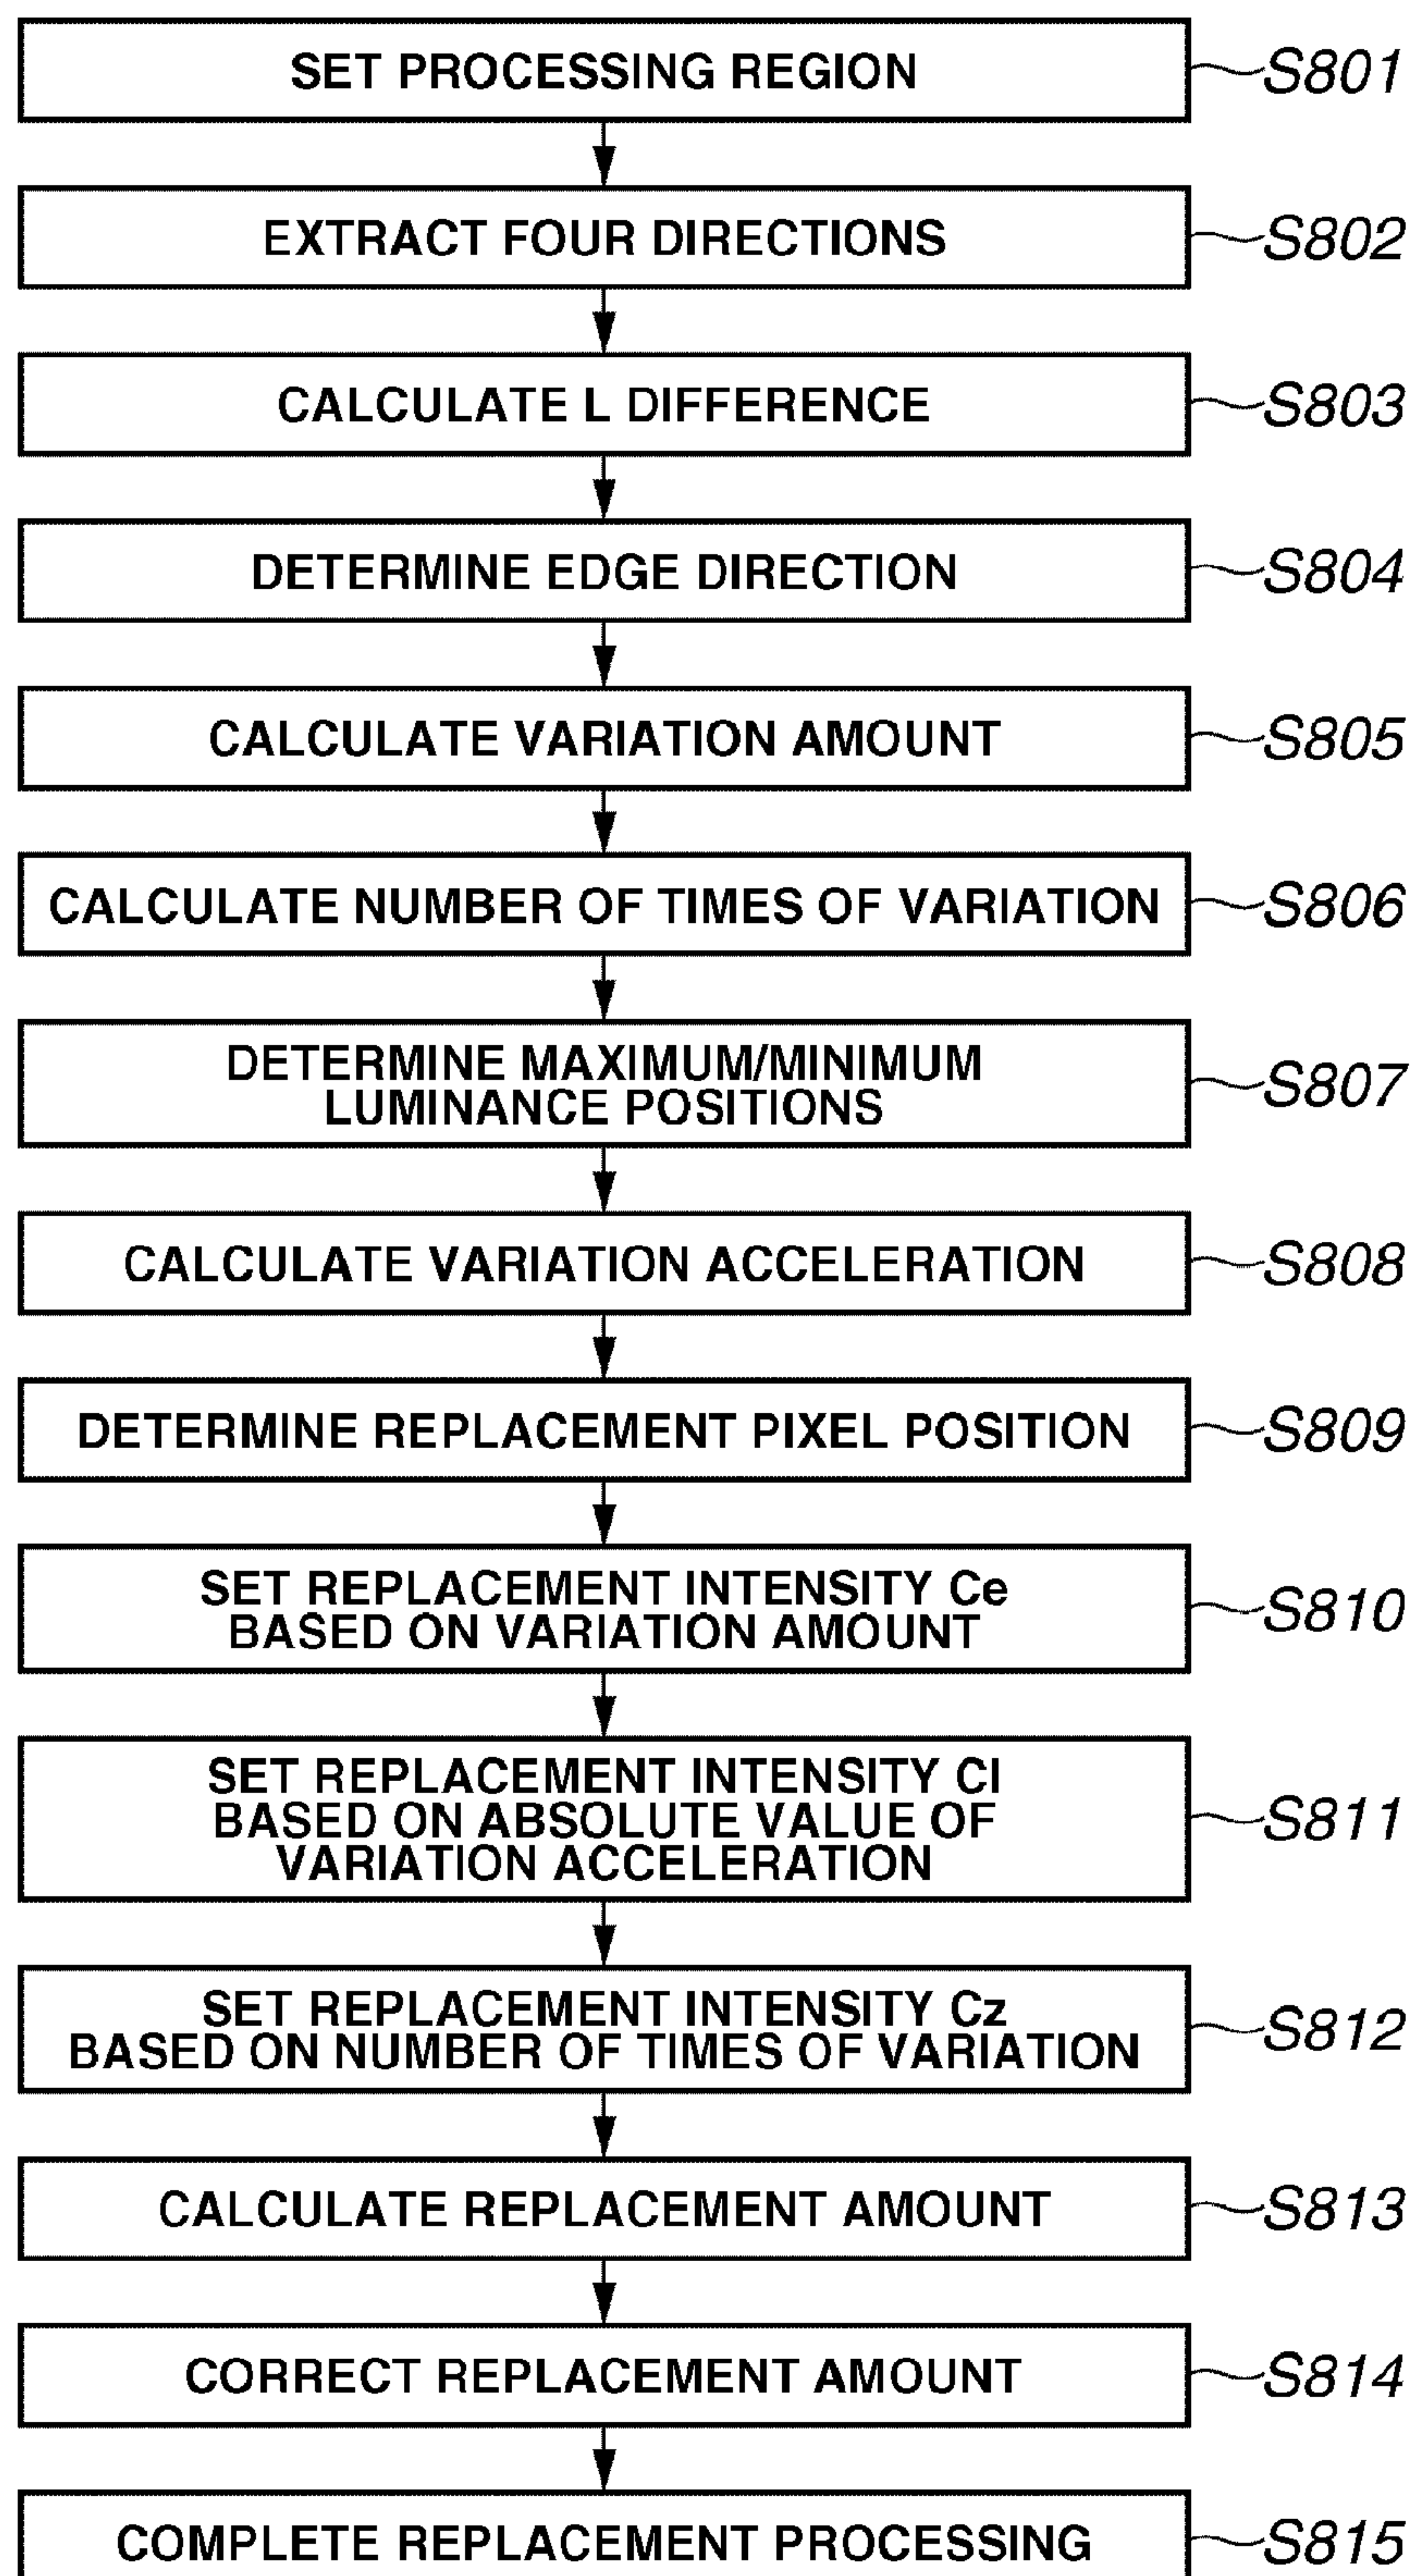 SET PROCESSING REGION
S801
EXTRACT FOUR DIRECTIONS
S802
CALCULATE L DIFFERENCE
S803
DETERMINE EDGE DIRECTION
S804
CALCULATE VARIATION AMOUNT
S805
CALCULATE NUMBER OF TIMES OF VARIATION
S806
DETERMINE MAXIMUM/MINIMUM
LUMINANCE POSITIONS
S807
CALCULATE VARIATION ACCELERATION
S808
DETERMINE REPLACEMENT PIXEL POSITION
S809
SET REPLACEMENT INTENSITY Ce
BASED ON VARIATION AMOUNT
S810
SET REPLACEMENT INTENSITY Cl
BASED ON ABSOLUTE VALUE OF
VARIATION ACCELERATION
S811
SET REPLACEMENT INTENSITY Cz
BASED ON NUMBER OF TIMES OF VARIATION
S812
CALCULATE REPLACEMENT AMOUNT
S813
CORRECT REPLACEMENT AMOUNT
S814
COMPLETE REPLACEMENT PROCESSING
S815